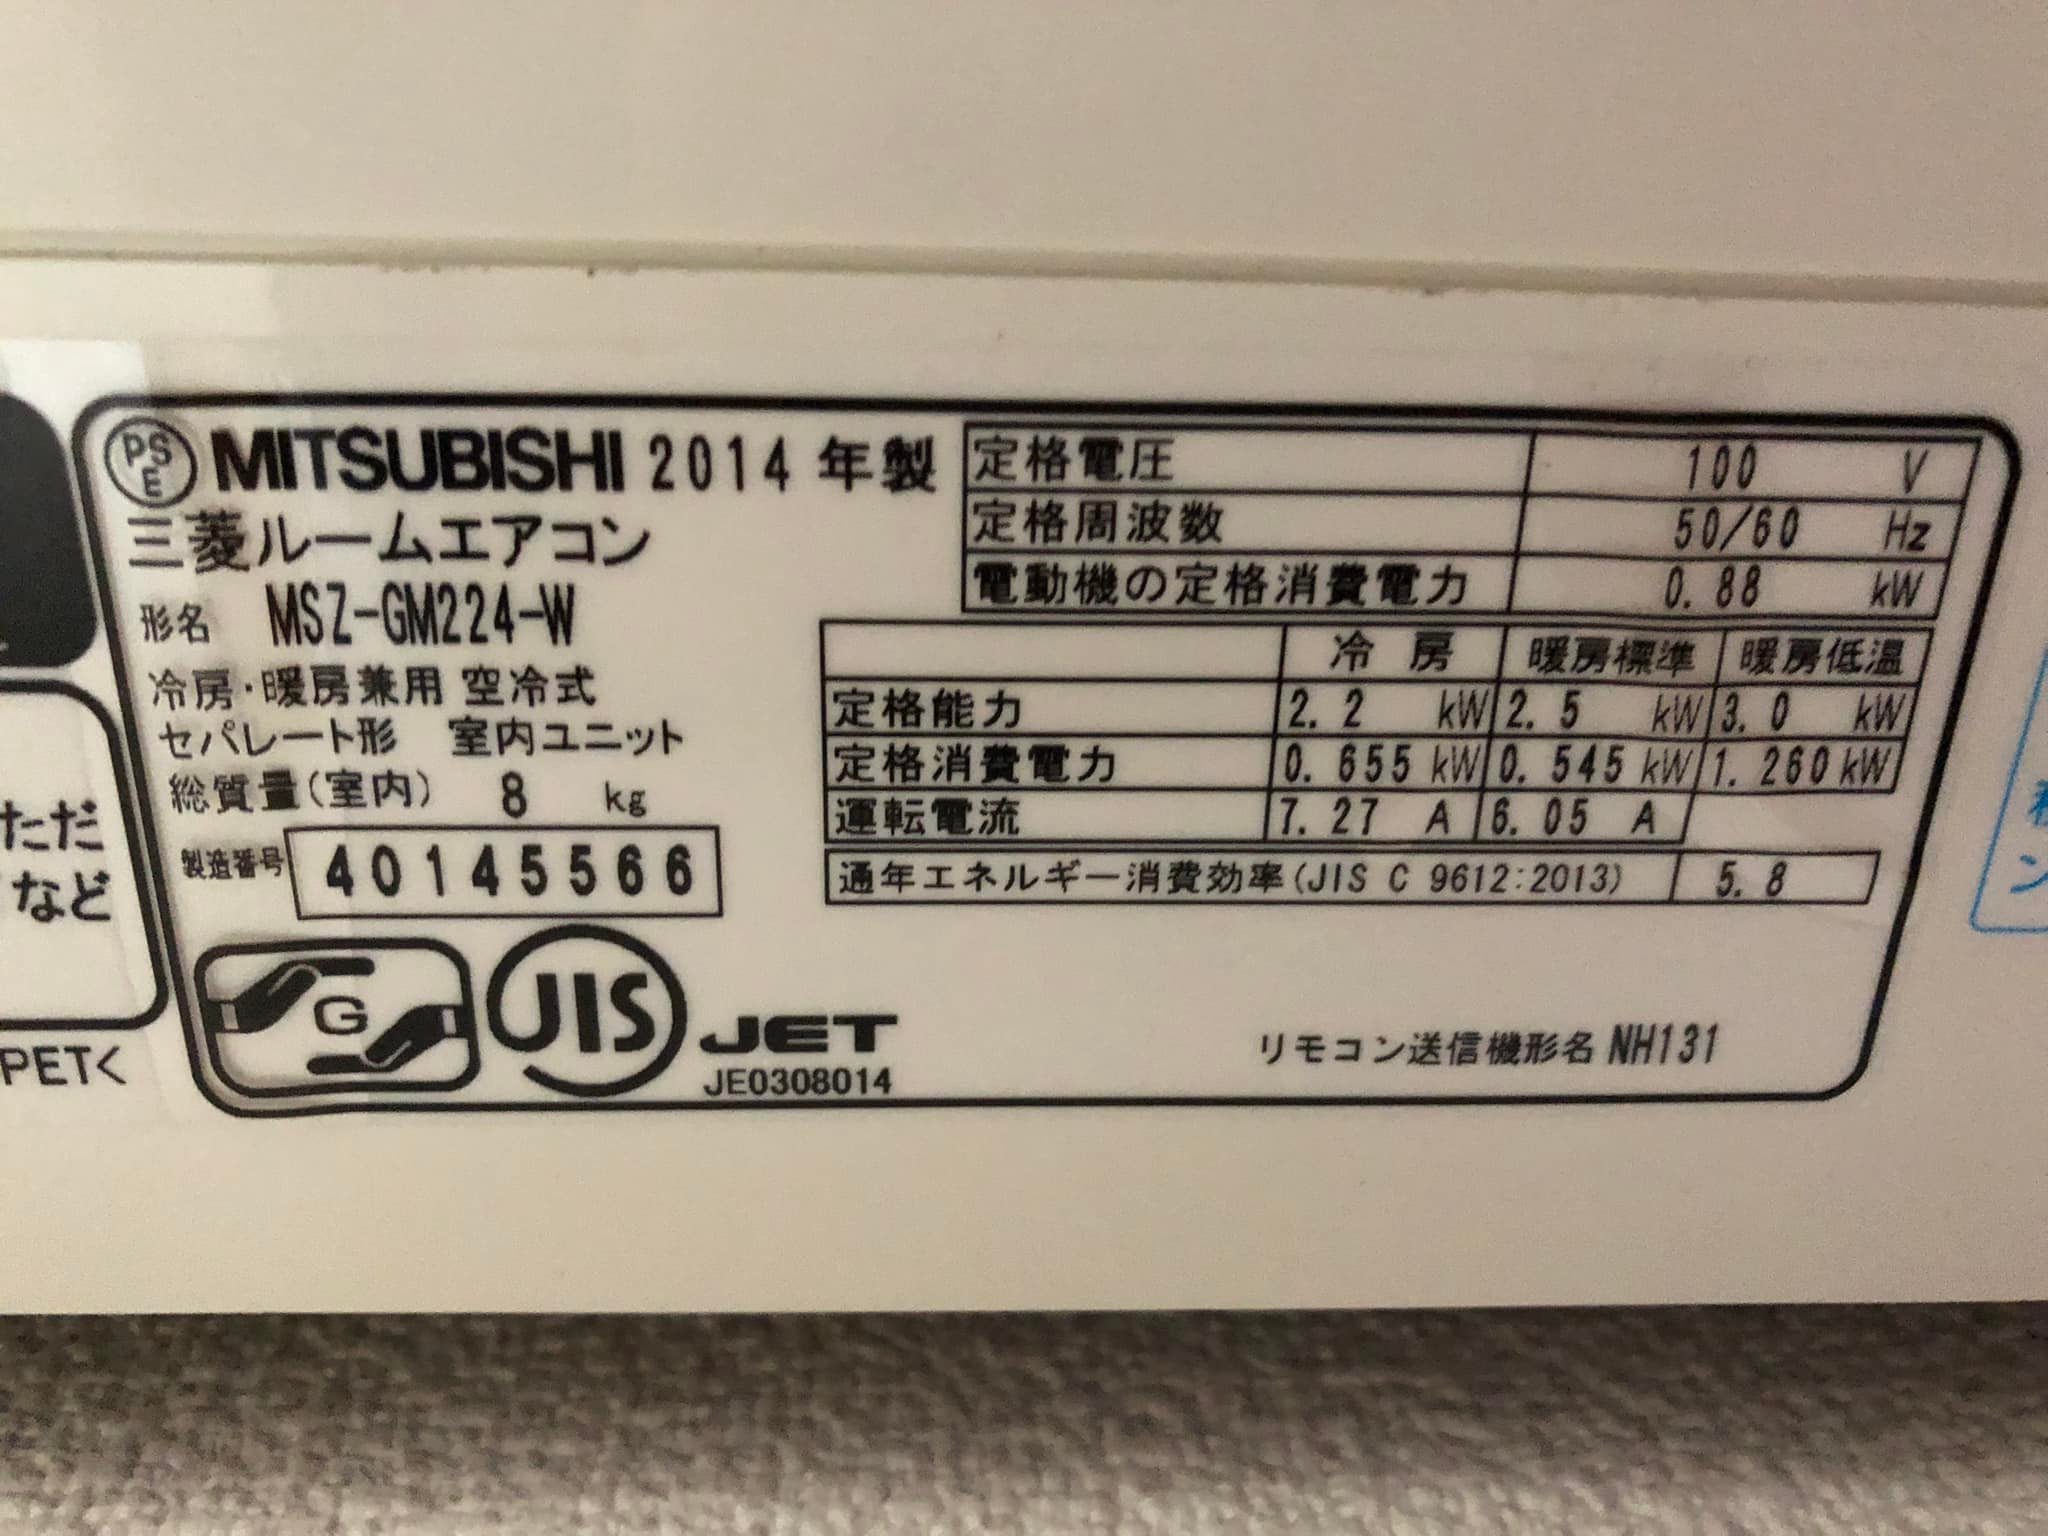 PSE MITSUBISHI 2014 年製
三菱ルームエアコン
形名 MSZ-GM224-W
冷房・暖房兼用 空冷式
セパレート形 室内ユニット
総質量(室内) 8 kg
製造番号 40145566
G
JIS
JET
JE0308014
定格電圧 100 V
定格周波数 50/60 Hz
電動機の定格消費電力 0.88 kW
冷房 暖房標準 暖房低温
定格能力 2.2 kW 2.5 kW 3.0 kW
定格消費電力 0.655 kW 0.545 kW 1.260 kW
運転電流 7.27 A 6.05 A
通年エネルギー消費効率(JIS C 9612:2013) 5.8
リモコン送信機形名 NH131
ただ
など
PET<
ン